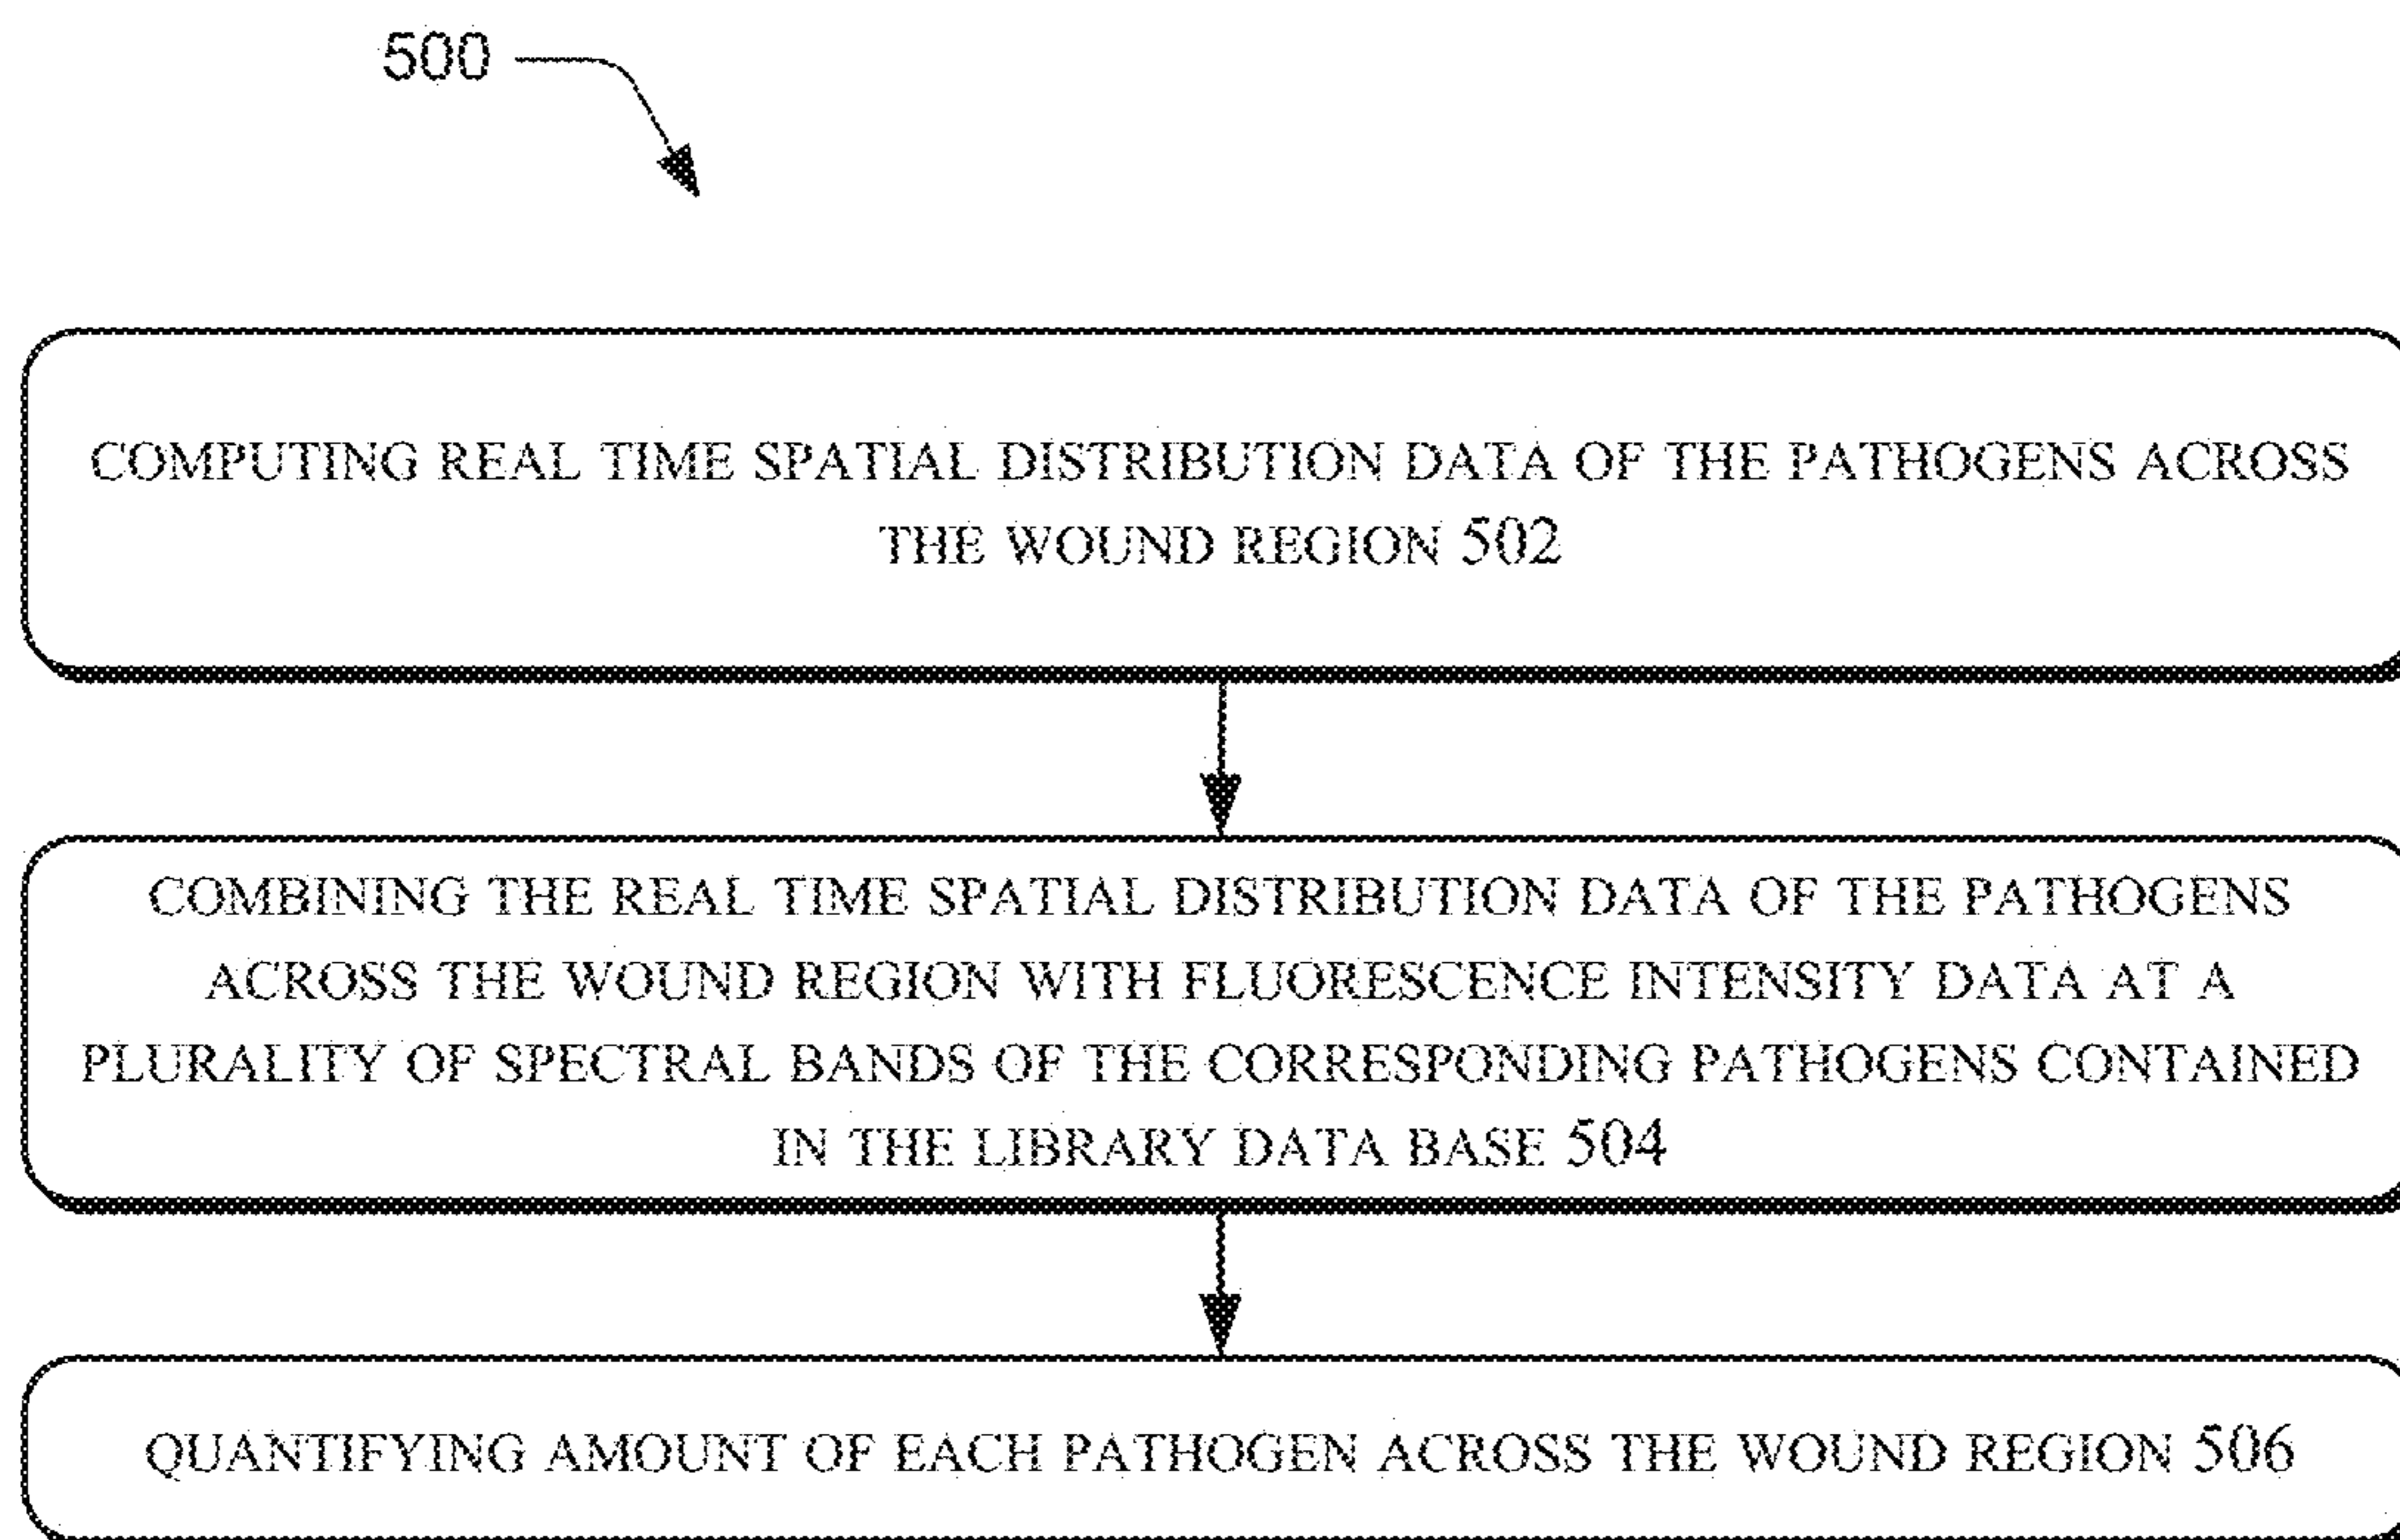 500
COMPUTING REAL TIME SPATIAL DISTRIBUTION DATA OF THE PATHOGENS ACROSS
THE WOUND REGION 502
COMBINING THE REAL TIME SPATIAL DISTRIBUTION DATA OF THE PATHOGENS
ACROSS THE WOUND REGION WITH FLUORESCENCE INTENSITY DATA AT A
PLURALITY OF SPECTRAL BANDS OF THE CORRESPONDING PATHOGENS CONTAINED
IN THE LIBRARY DATA BASE 504
QUANTIFYING AMOUNT OF EACH PATHOGEN ACROSS THE WOUND REGION 506